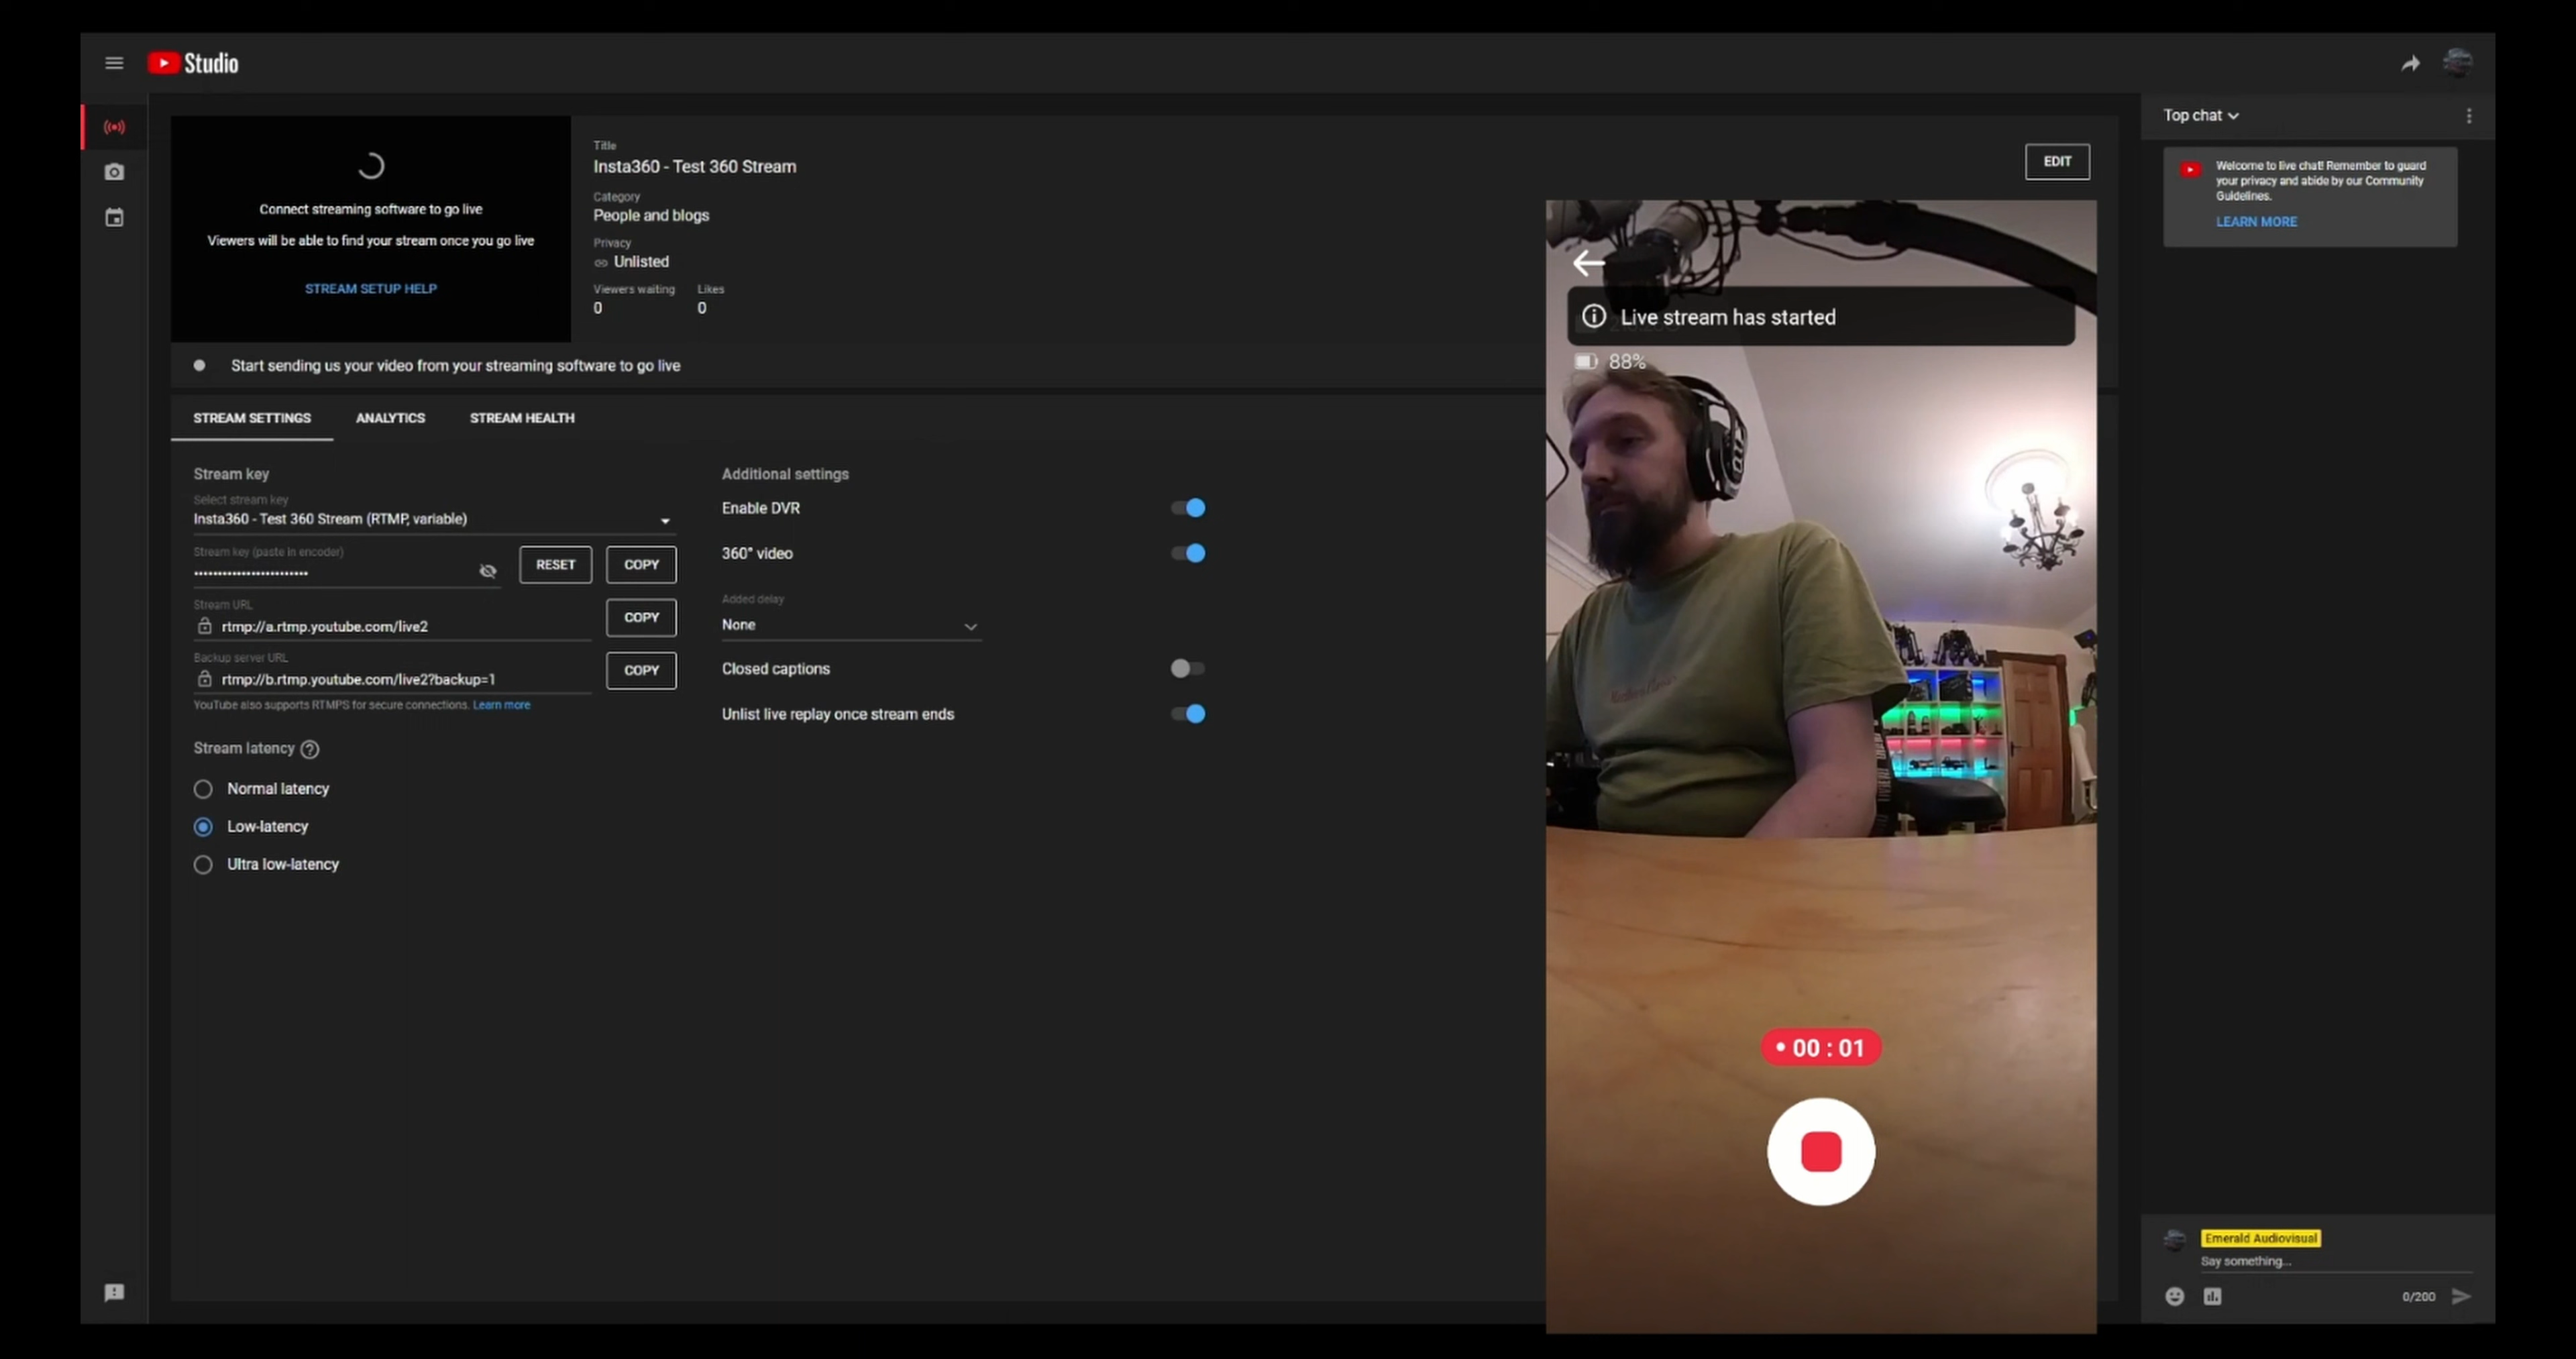 Studio
Connect streaming software to go live
Viewers will be able to find your stream once you go live
STREAM SETUP HELP
Title
Insta360 - Test 360 Stream
Category
People and blogs
Privacy
Unlisted
Viewers waiting Likes
0 0
EDIT
Start sending us your video from your streaming software to go live
STREAM SETTINGS ANALYTICS STREAM HEALTH
Stream key
Select stream key
Insta360 - Test 360 Stream (RTMP, variable)
Stream key (paste in encoder)
••••••••••••••••••••••••
RESET COPY
Stream URL
rtmp://a.rtmp.youtube.com/live2
COPY
Backup server URL
rtmp://b.rtmp.youtube.com/live2?backup=1
COPY
YouTube also supports RTMPS for secure connections. Learn more
Stream latency
Normal latency
Low-latency
Ultra low-latency
Additional settings
Enable DVR
360° video
Added delay
None
Closed captions
Unlist live replay once stream ends
Live stream has started
88%
00 : 01
Top chat
Welcome to live chat! Remember to guard
your privacy and abide by our Community
Guidelines.
LEARN MORE
Emerald Audiovisual
Say something...
0/200